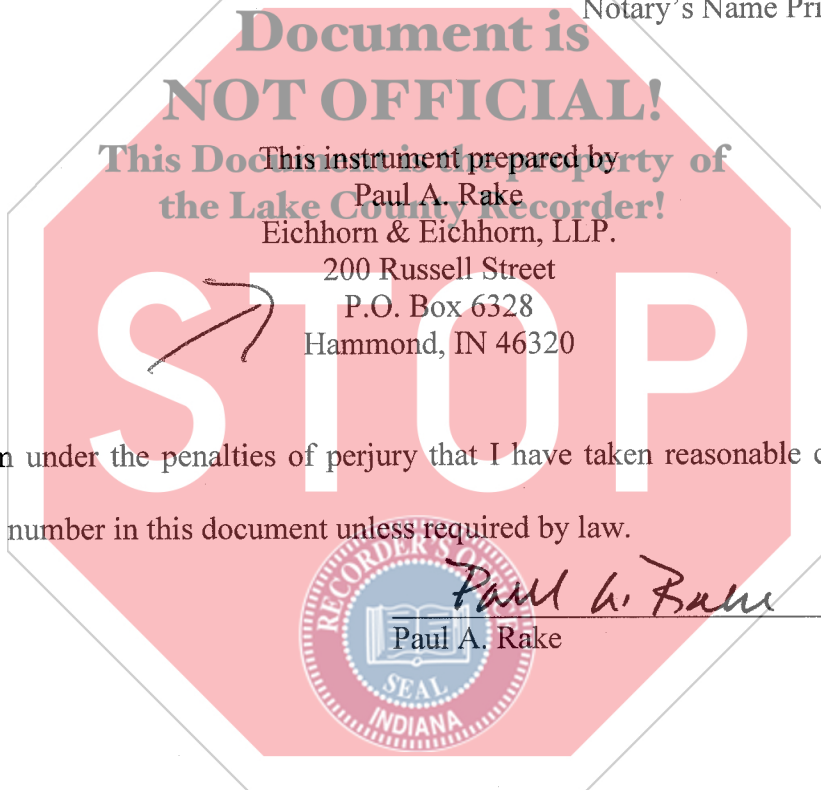 Notary's Name Pri
Document is
NOT OFFICIAL!
This Document is the property of
the Lake County Recorder!
This instrument prepared by
Paul A. Rake
Eichhorn & Eichhorn, LLP.
200 Russell Street
P.O. Box 6328
Hammond, IN 46320
STOP
under the penalties of perjury that I have taken reasonable
number in this document unless required by law.
Paul A. Rake
Paul A. Rake
RECORDER'S OFFICE
SEAL
INDIANA